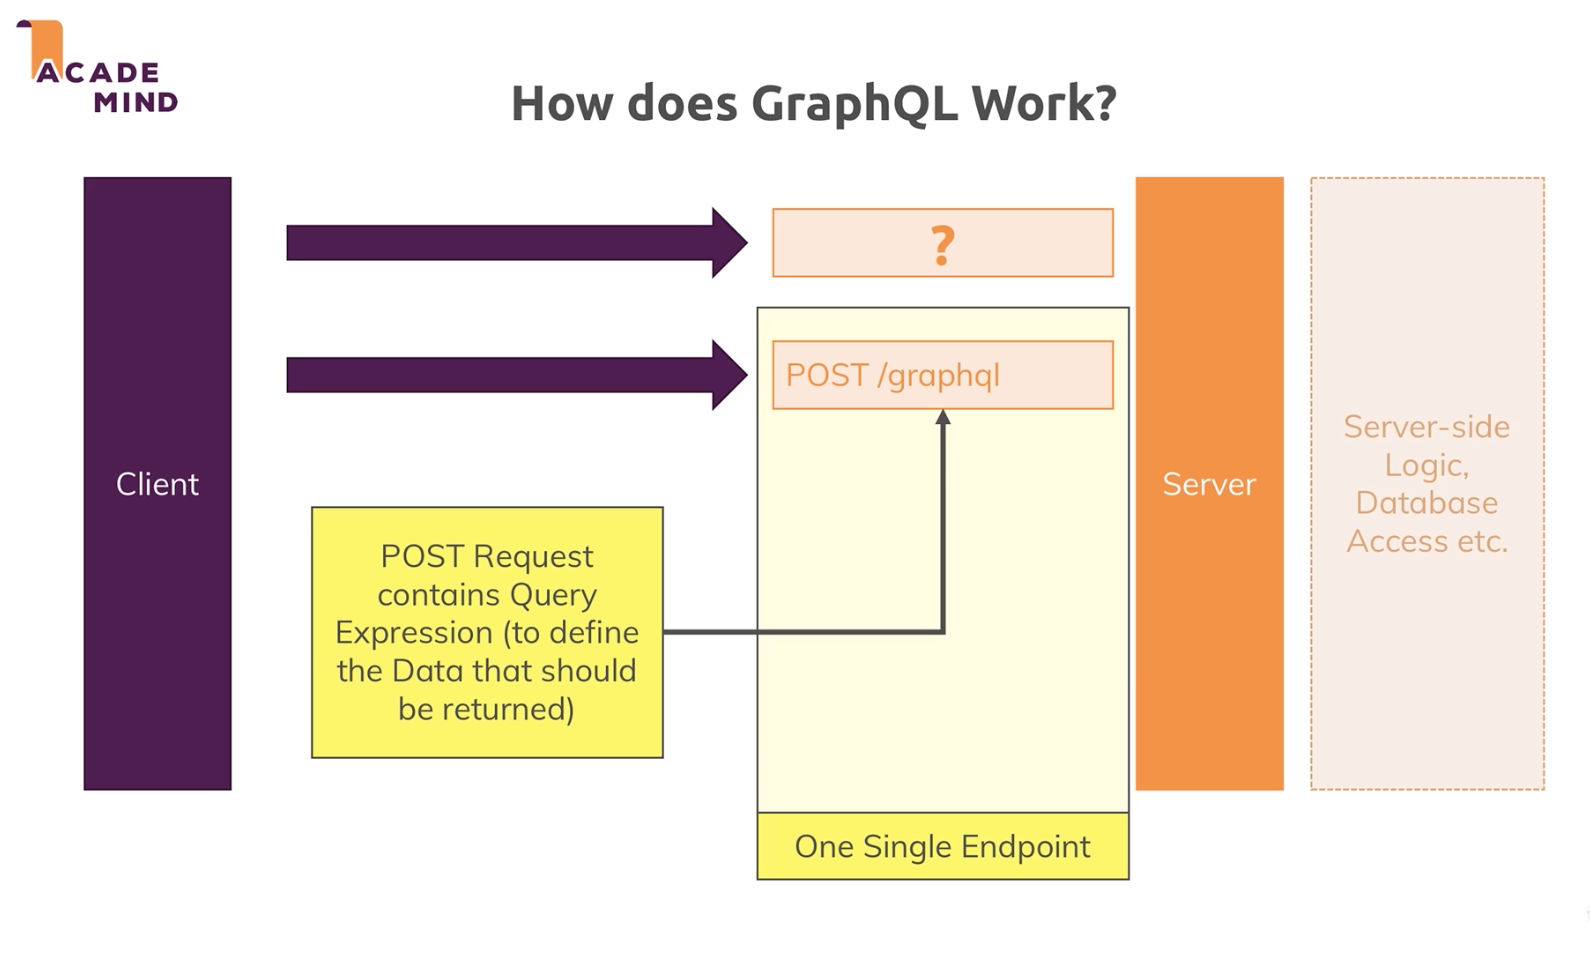 ACADE
MIND
How does GraphQL Work?
?
POST /graphql
Client
POST Request
contains Query
Expression (to define
the Data that should
be returned)
One Single Endpoint
Server
Server-side
Logic,
Database
Access etc.